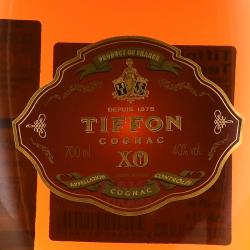 PRODUCT OF FRANCE
DEPUIS 1875
TIFFON
COGNAC
700 ml XO 40% vol.
APPELLATION CONTRÔLÉE
COGNAC